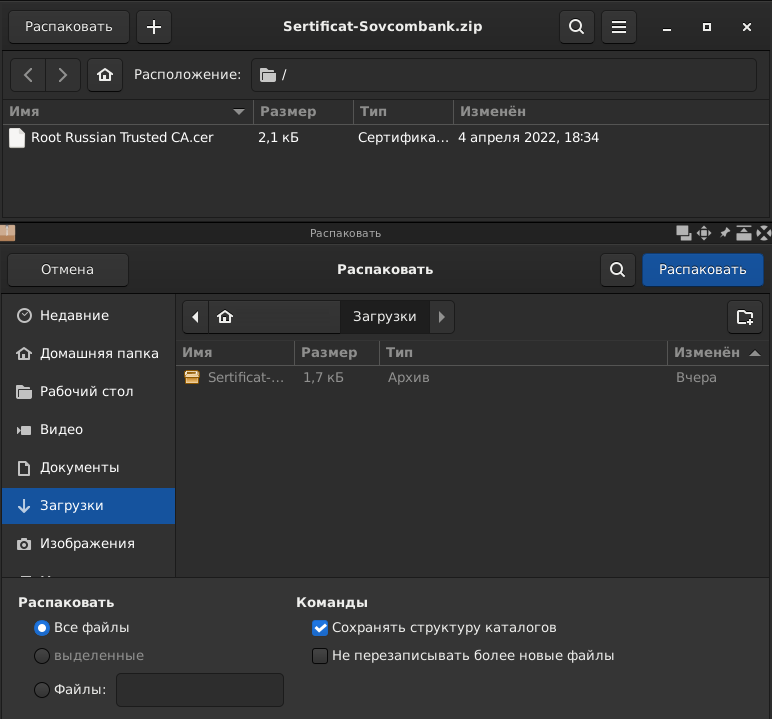 Распаковать
Sertificat-Sovcombank.zip
Расположение: /
Имя Размер Тип Изменён
Root Russian Trusted CA.cer 2,1 кБ Сертифика… 4 апреля 2022, 18:34
Распаковать
Отмена Распаковать Распаковать
Недавние
Домашняя папка
Рабочий стол
Видео
Документы
Загрузки
Изображения
Загрузки
Имя Размер Тип Изменён
Sertificat-… 1,7 кБ Архив Вчера
Распаковать
Все файлы
выделенные
Файлы:
Команды
Сохранять структуру каталогов
Не перезаписывать более новые файлы